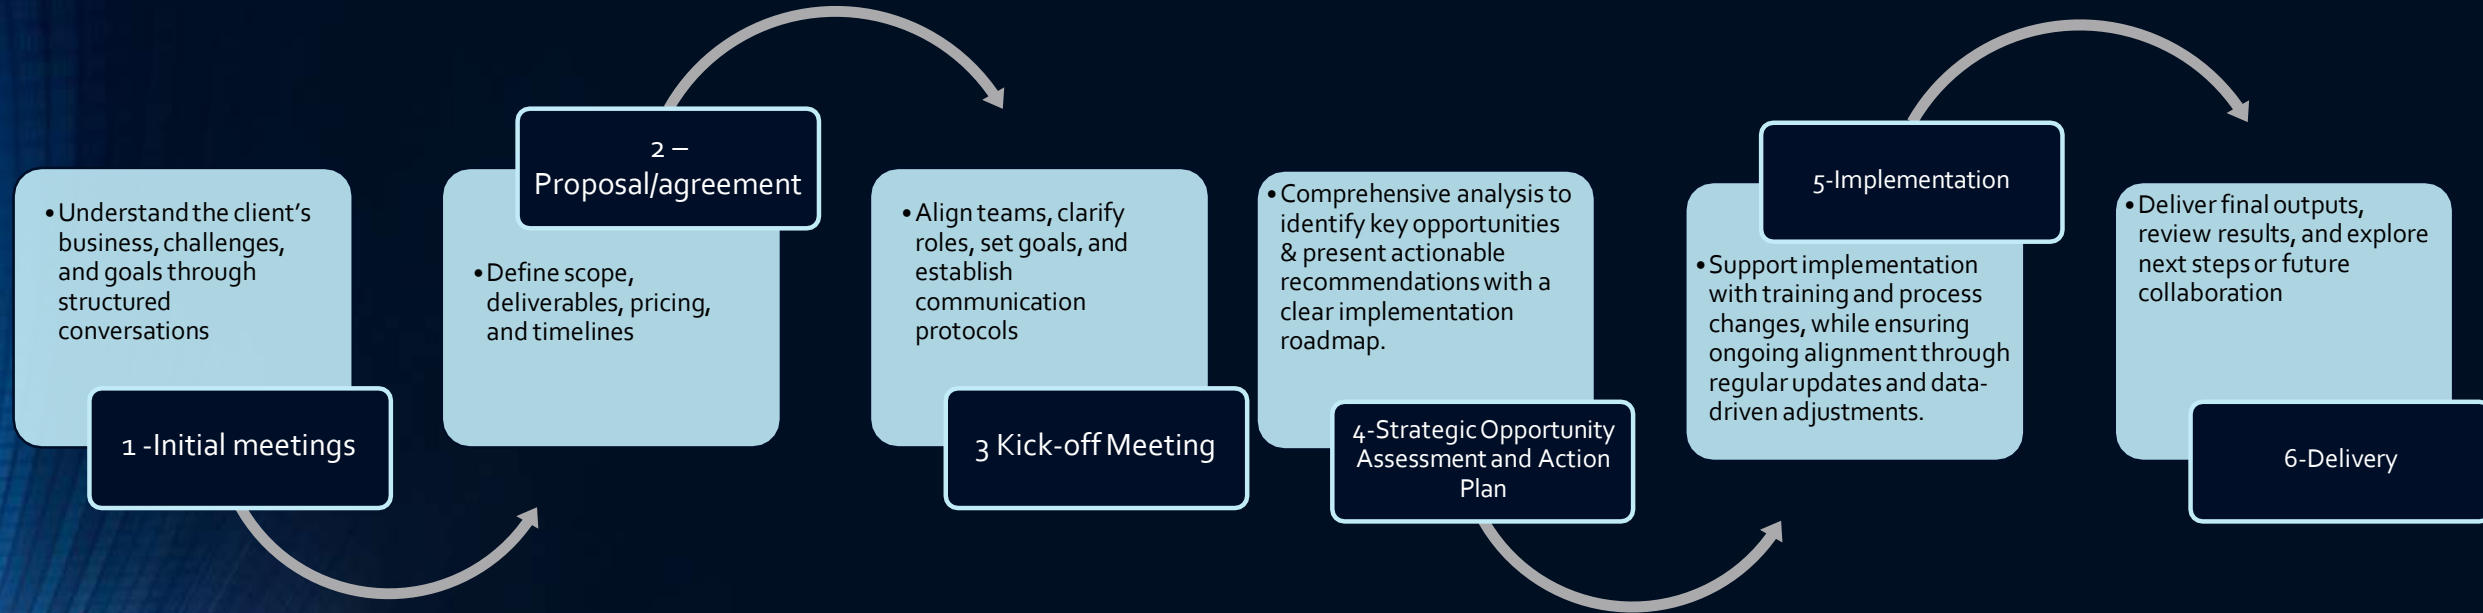 •Understand the client's
business, challenges,
and goals through
structured
conversations
1 -Initial meetings
2 –
Proposal/agreement
•Define scope,
deliverables, pricing,
and timelines
•Align teams, clarify
roles, set goals, and
establish
communication
protocols
3 Kick-off Meeting
•Comprehensive analysis to
identify key opportunities
& present actionable
recommendations with a
clear implementation
roadmap.
4-Strategic Opportunity
Assessment and Action
Plan
5-Implementation
•Support implementation
with training and process
changes, while ensuring
ongoing alignment through
regular updates and data-
driven adjustments.
•Deliver final outputs,
review results, and explore
next steps or future
collaboration
6-Delivery